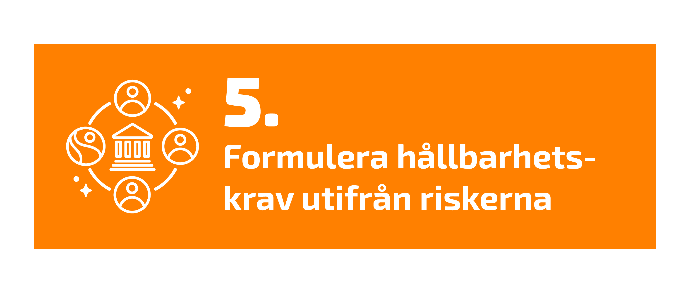 5.
Formulera hållbarhets-
krav utifrån riskerna